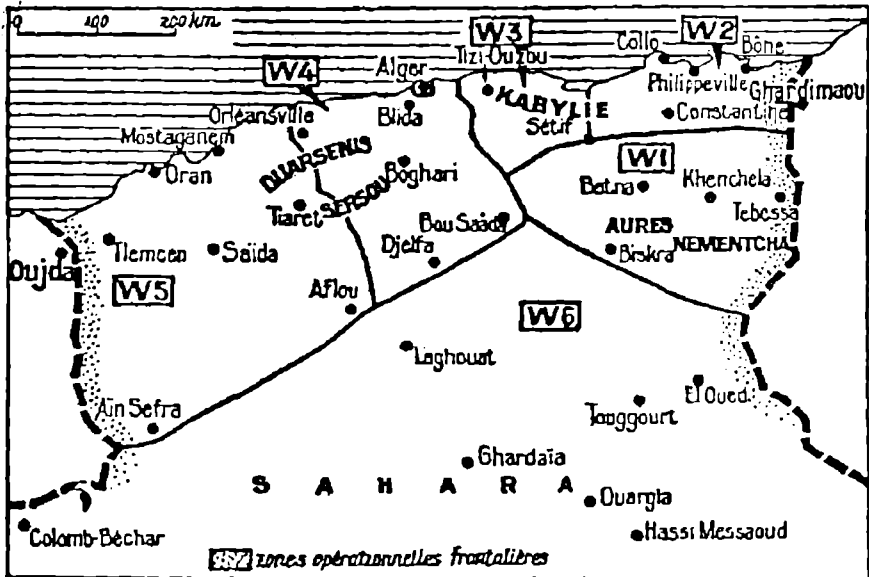 0 100 200 km
W3
W2
Tizi-Ouzou
Collo
Bône
W4
Alger
Philippeville
Ghardimaou
Orléansville
Blida
KABYLIE
Constantine
Mostaganem
Sétif
Oran
OUARSENIS
Boghari
W1
SERSOU
Batna
Khenchela
Tiaret
Bou Saâda
Tebessa
AURES
Tlemcen
Saïda
Djelfa
Biskra
NEMENTCHA
Oujda
W5
Aflou
W6
Laghouat
Aïn Sefra
Touggourt
El Oued
Ghardaïa
SAHARA
Ouargla
Colomb-Béchar
Hassi Messaoud
zones opérationnelles frontalières